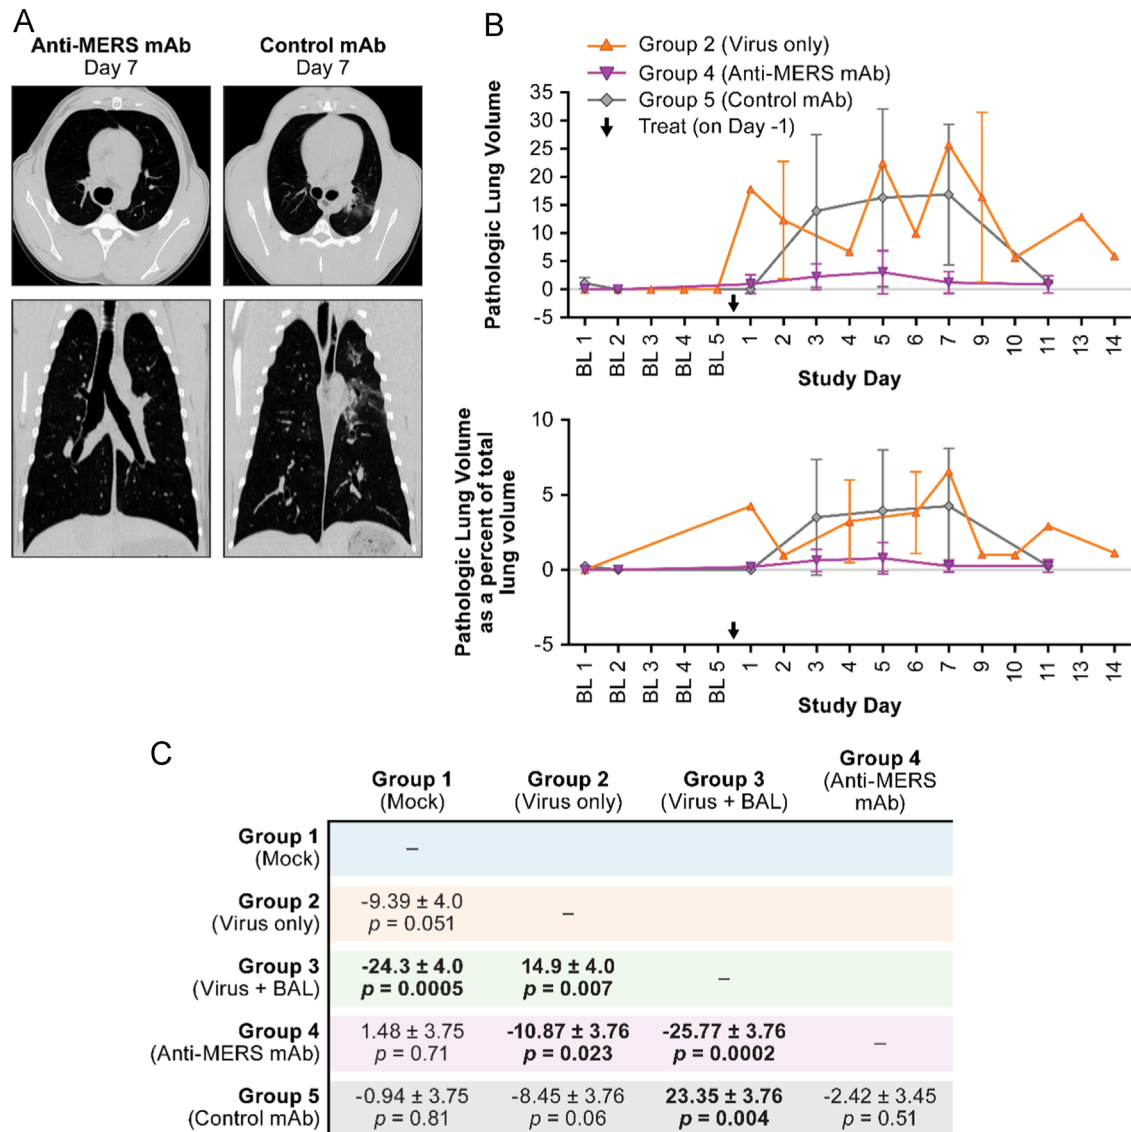 A
Anti-MERS mAb
Day 7
Control mAb
Day 7
B
Group 2 (Virus only)
Group 4 (Anti-MERS mAb)
Group 5 (Control mAb)
Treat (on Day -1)
Pathologic Lung Volume
35
30
25
20
15
10
5
0
-5
BL 1
BL 2
BL 3
BL 4
BL 5
1
2
3
4
5
6
7
9
10
11
13
14
Study Day
Pathologic Lung Volume
as a percent of total
lung volume
10
5
0
-5
BL 1
BL 2
BL 3
BL 4
BL 5
1
2
3
4
5
6
7
9
10
11
13
14
Study Day
C
Group 1
(Mock)
Group 2
(Virus only)
Group 3
(Virus + BAL)
Group 4
(Anti-MERS
mAb)
Group 1
(Mock)
–
Group 2
(Virus only)
-9.39 ± 4.0
p = 0.051
–
Group 3
(Virus + BAL)
-24.3 ± 4.0
p = 0.0005
14.9 ± 4.0
p = 0.007
–
Group 4
(Anti-MERS mAb)
1.48 ± 3.75
p = 0.71
-10.87 ± 3.76
p = 0.023
-25.77 ± 3.76
p = 0.0002
–
Group 5
(Control mAb)
-0.94 ± 3.75
p = 0.81
-8.45 ± 3.76
p = 0.06
23.35 ± 3.76
p = 0.004
-2.42 ± 3.45
p = 0.51